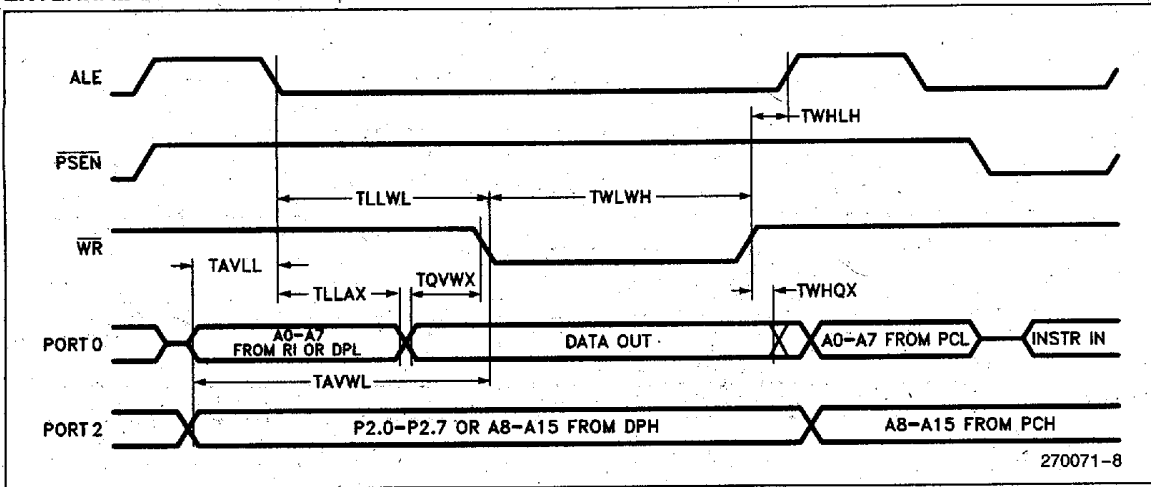 ALE
TWHLH
PSEN
TLLWL
TWLWH
WR
TAVLL
TQVWX
TLLAX
TWHQX
PORT 0
A0-A7
FROM RI OR DPL
DATA OUT
A0-A7 FROM PCL
INSTR IN
TAVWL
PORT 2
P2.0-P2.7 OR A8-A15 FROM DPH
A8-A15 FROM PCH
270071-8